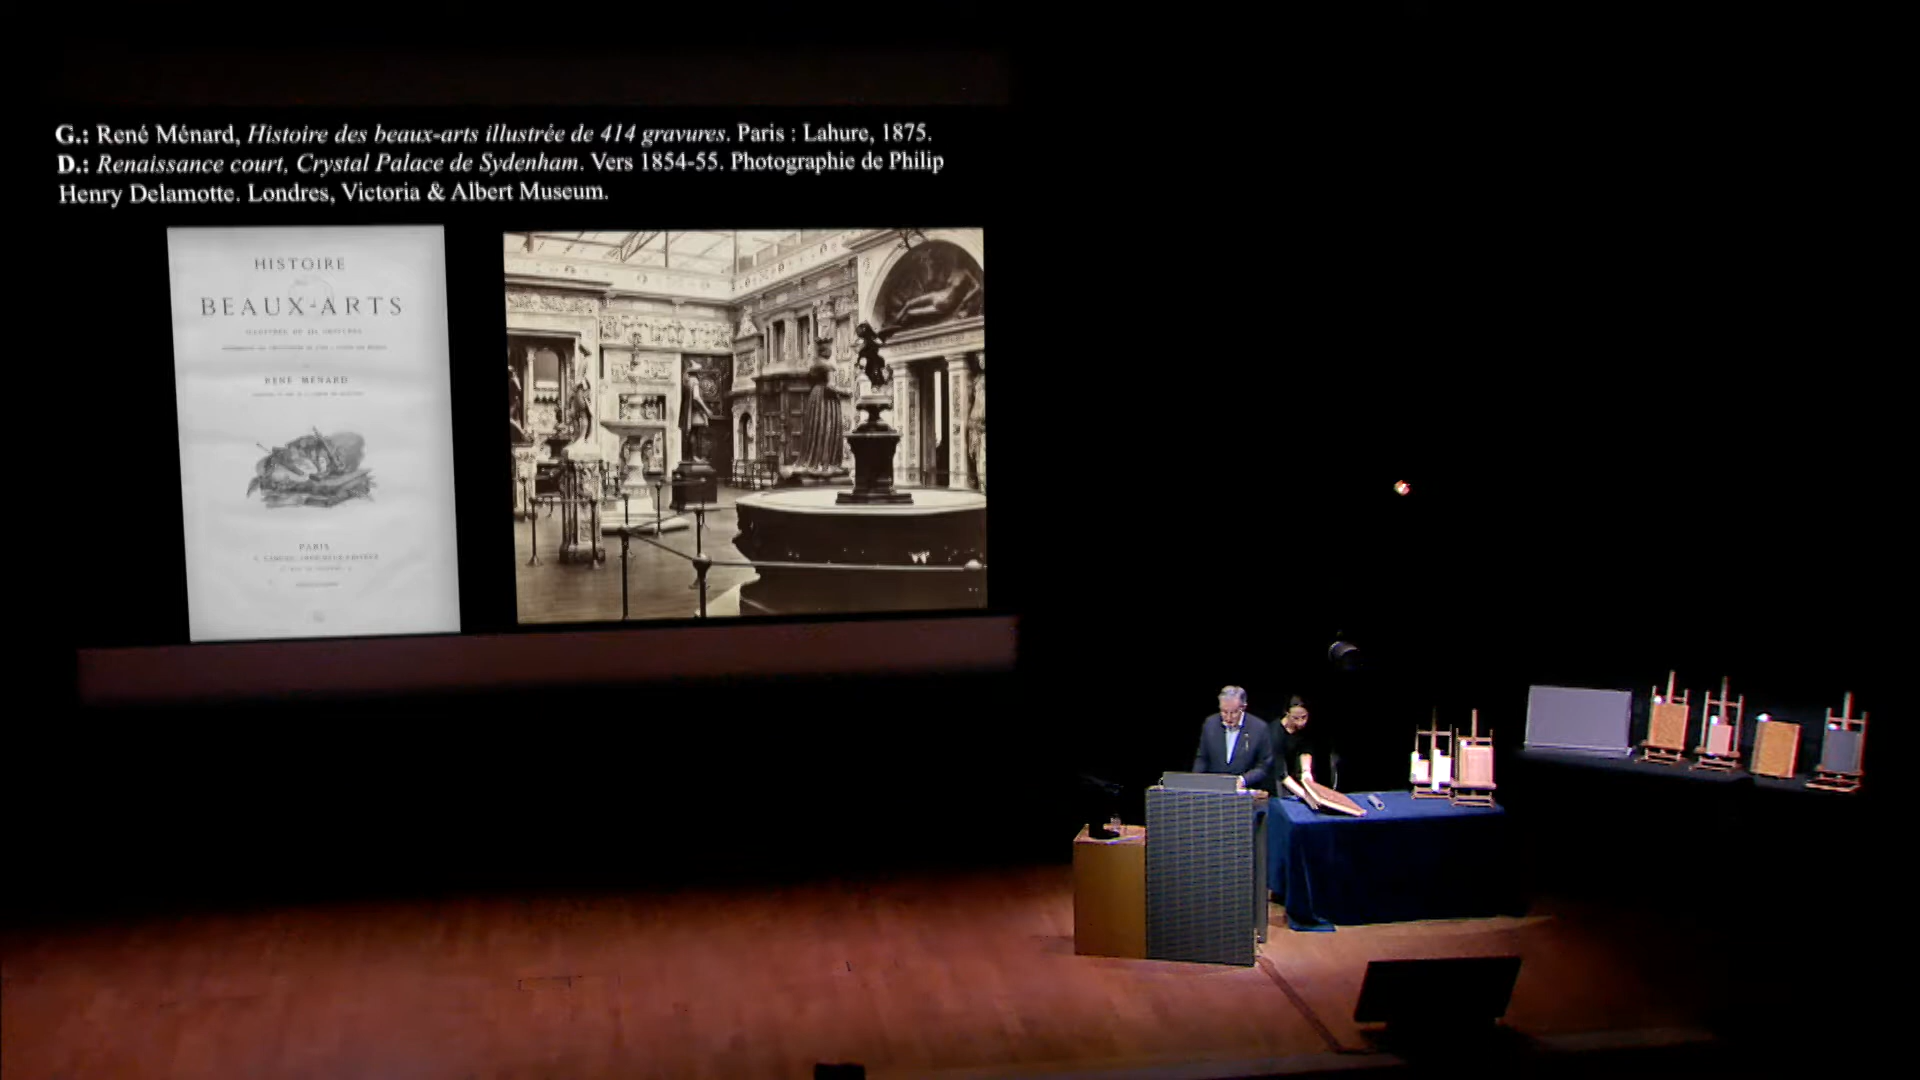 G.: René Ménard, Histoire des beaux-arts illustrée de 414 gravures. Paris : Lahure, 1875.
D.: Renaissance court, Crystal Palace de Sydenham. Vers 1854-55. Photographie de Philip
Henry Delamotte. Londres, Victoria & Albert Museum.
HISTOIRE
BEAUX-ARTS
RENÉ MÉNARD
PARIS